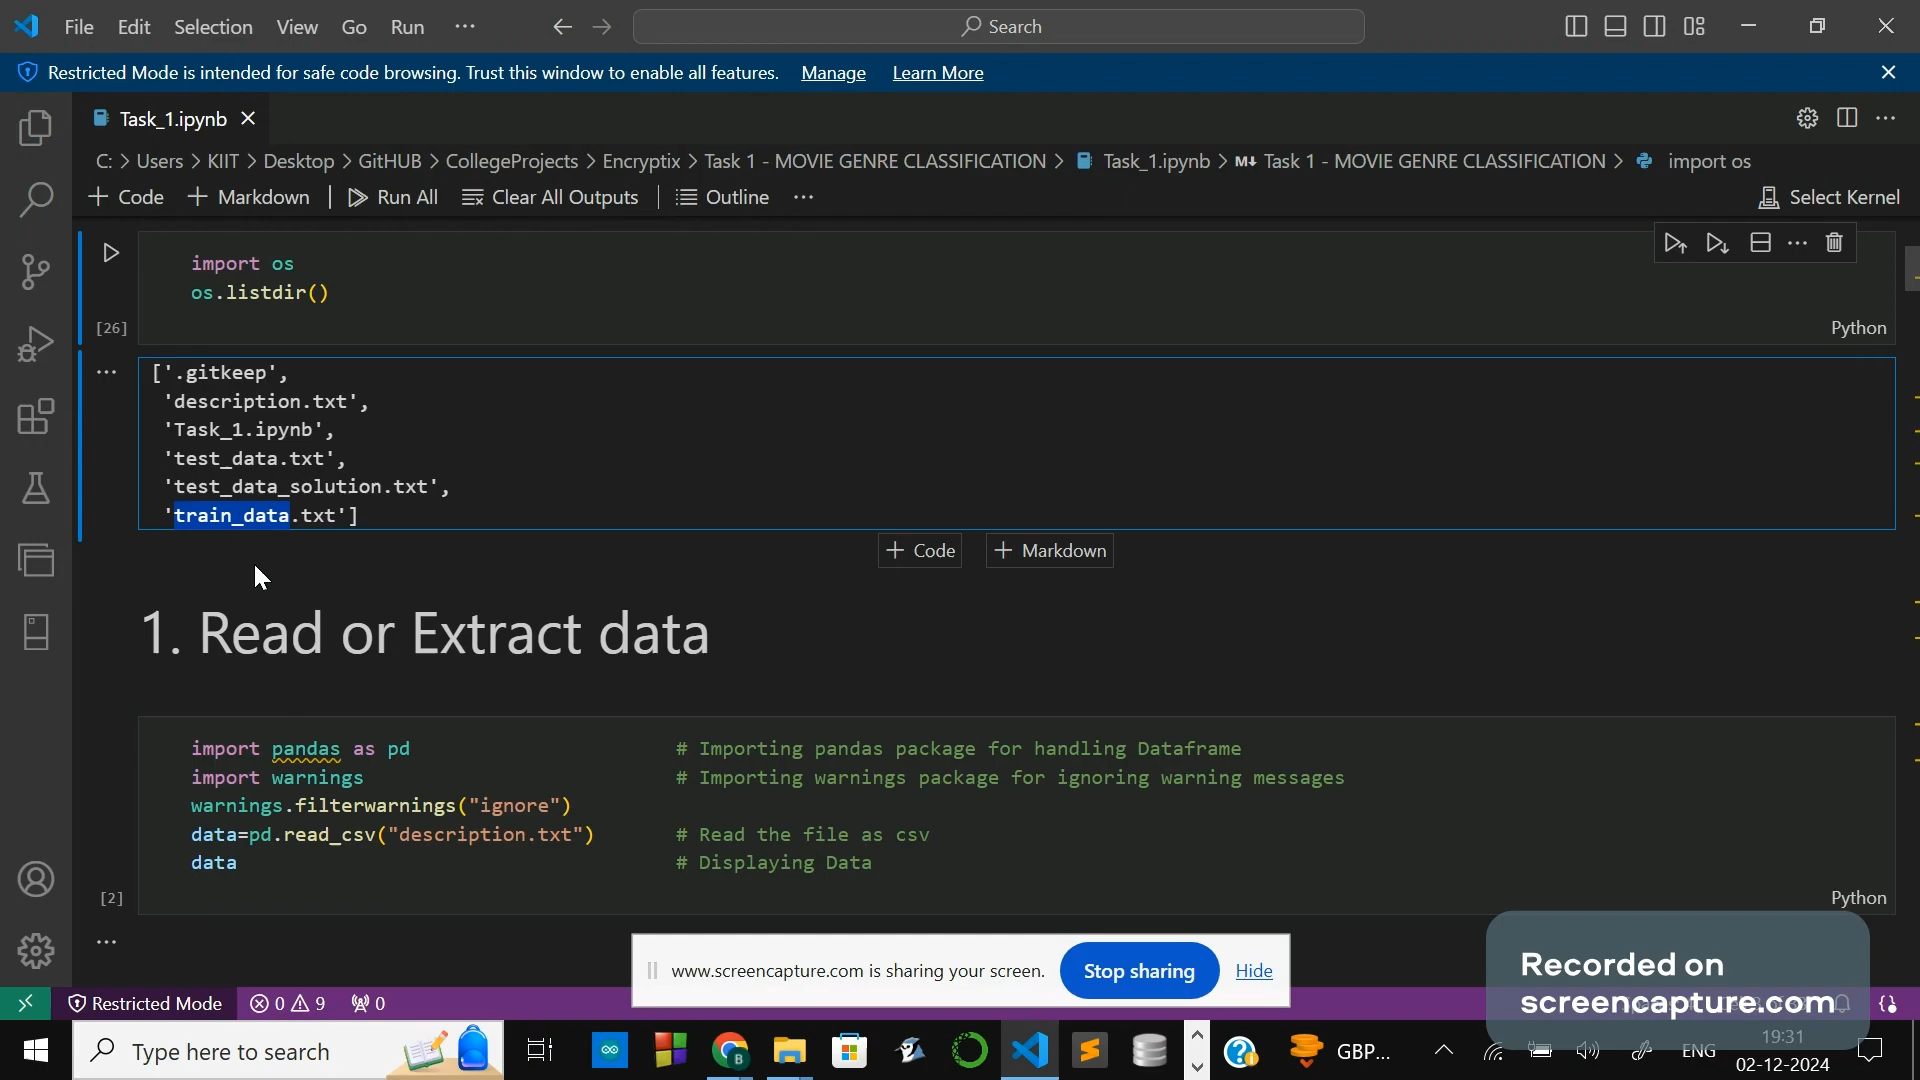 File Edit Selection View Go Run ··· Search
Restricted Mode is intended for safe code browsing. Trust this window to enable all features. Manage Learn More
Task_1.ipynb
C: > Users > KIIT > Desktop > GitHUB > CollegeProjects > Encryptix > Task 1 - MOVIE GENRE CLASSIFICATION > Task_1.ipynb > M↓ Task 1 - MOVIE GENRE CLASSIFICATION > import os
+ Code + Markdown Run All Clear All Outputs Outline ··· Select Kernel
import os
os.listdir()
[26] Python
['.gitkeep',
'description.txt',
'Task_1.ipynb',
'test_data.txt',
'test_data_solution.txt',
'train_data.txt']
+ Code + Markdown
1. Read or Extract data
import pandas as pd # Importing pandas package for handling Dataframe
import warnings # Importing warnings package for ignoring warning messages
warnings.filterwarnings("ignore")
data=pd.read_csv("description.txt") # Read the file as csv
data # Displaying Data
[2] Python
www.screencapture.com is sharing your screen. Stop sharing Hide
Recorded on
screencapture.com
Restricted Mode 0 9 0
Type here to search GBP... ENG 19:31
02-12-2024